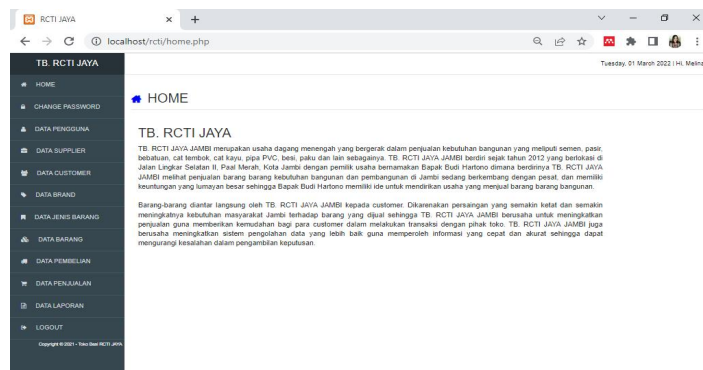 RCTI JAYA
localhost/rcti/home.php
TB. RCTI JAYA
Tuesday, 01 March 2022 | Hi, Melina
HOME
CHANGE PASSWORD
DATA PENGGUNA
DATA SUPPLIER
DATA CUSTOMER
DATA BRAND
DATA JENIS BARANG
DATA BARANG
DATA PEMBELIAN
DATA PENJUALAN
DATA LAPORAN
LOGOUT
Copyright © 2021 - Toko Besi RCTI JAYA
HOME
TB. RCTI JAYA
TB. RCTI JAYA JAMBI merupakan usaha dagang menengah yang bergerak dalam penjualan kebutuhan bangunan yang meliputi semen, pasir,
bebatuan, cat tembok, cat kayu, pipa PVC, besi, paku dan lain sebagainya. TB. RCTI JAYA JAMBI berdiri sejak tahun 2012 yang berlokasi di
Jalan Lingkar Selatan II, Paal Merah, Kota Jambi dengan pemilik usaha bernamakan Bapak Budi Hartono dimana berdirinya TB. RCTI JAYA
JAMBI melihat penjualan barang barang kebutuhan bangunan dan pembangunan di Jambi sedang berkembang dengan pesat, dan memiliki
keuntungan yang lumayan besar sehingga Bapak Budi Hartono memiliki ide untuk mendirikan usaha yang menjual barang barang bangunan.
Barang-barang diantar langsung oleh TB. RCTI JAYA JAMBI kepada customer. Dikarenakan persaingan yang semakin ketat dan semakin
meningkatnya kebutuhan masyarakat Jambi terhadap barang yang dijual sehingga TB. RCTI JAYA JAMBI berusaha untuk meningkatkan
penjualan guna memberikan kemudahan bagi para customer dalam melakukan transaksi dengan pihak toko. TB. RCTI JAYA JAMBI juga
berusaha meningkatkan sistem pengolahan data yang lebih baik guna memperoleh informasi yang cepat dan akurat sehingga dapat
mengurangi kesalahan dalam pengambilan keputusan.